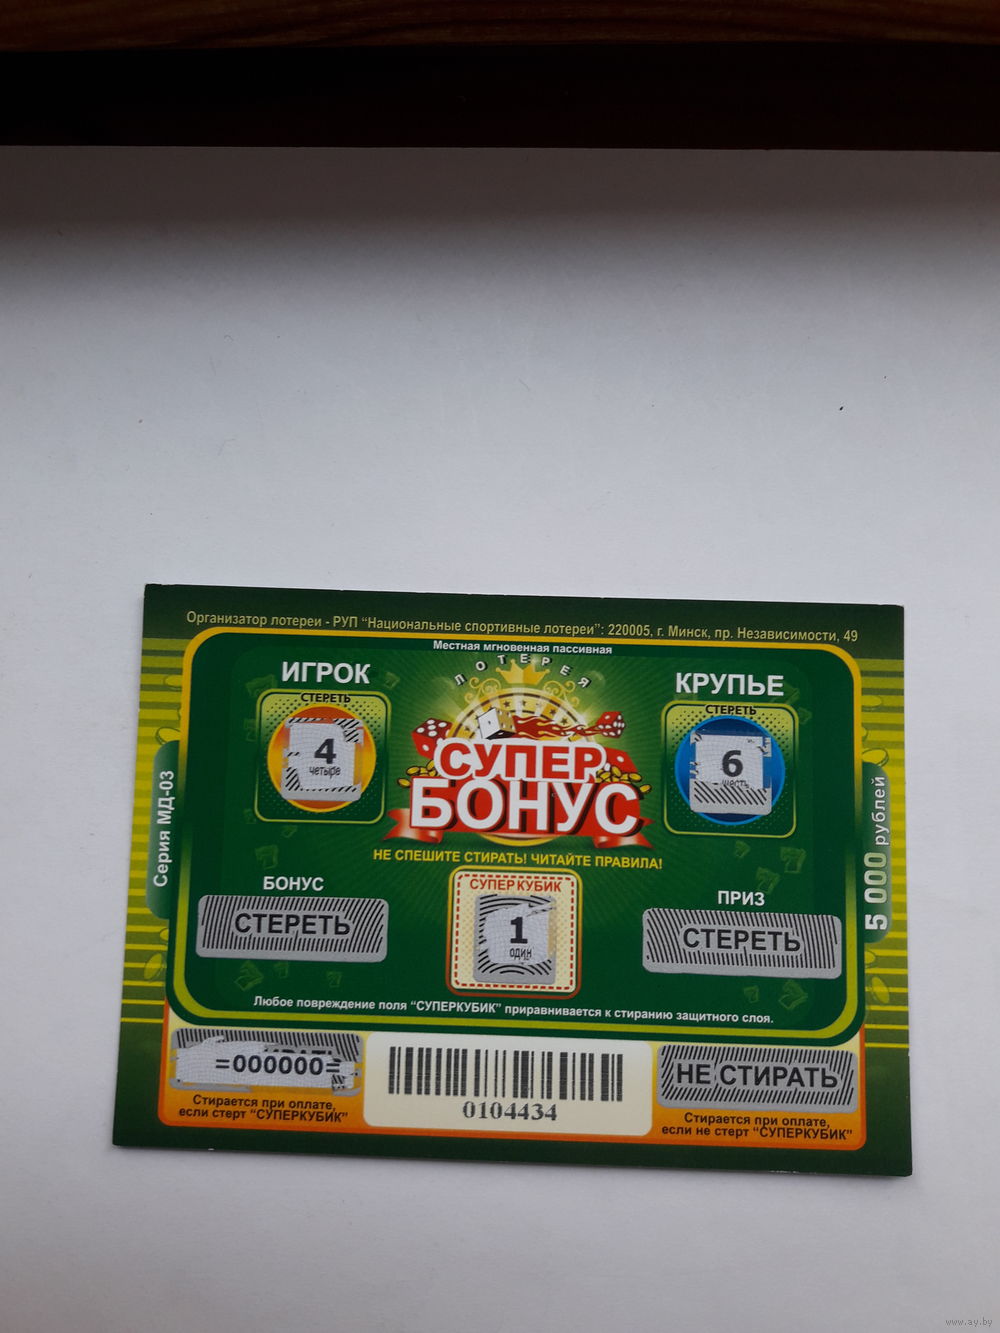 Организатор лотереи - РУП “Национальные спортивные лотереи”: 220005, г. Минск, пр. Независимости, 49
Местная мгновенная пассивная
ЛОТЕРЕЯ
ИГРОК
СТЕРЕТЬ
4
четыре
КРУПЬЕ
СТЕРЕТЬ
6
шесть
СУПЕР
БОНУС
НЕ СПЕШИТЕ СТИРАТЬ! ЧИТАЙТЕ ПРАВИЛА!
Серия МД-03
5 000 рублей
БОНУС
СТЕРЕТЬ
СУПЕРКУБИК
1
один
ПРИЗ
СТЕРЕТЬ
Любое повреждение поля “СУПЕРКУБИК” приравнивается к стиранию защитного слоя.
=000000=
Стирается при оплате,
если стерт “СУПЕРКУБИК”
0104434
НЕ СТИРАТЬ
Стирается при оплате,
если не стерт “СУПЕРКУБИК”
www.ay.by